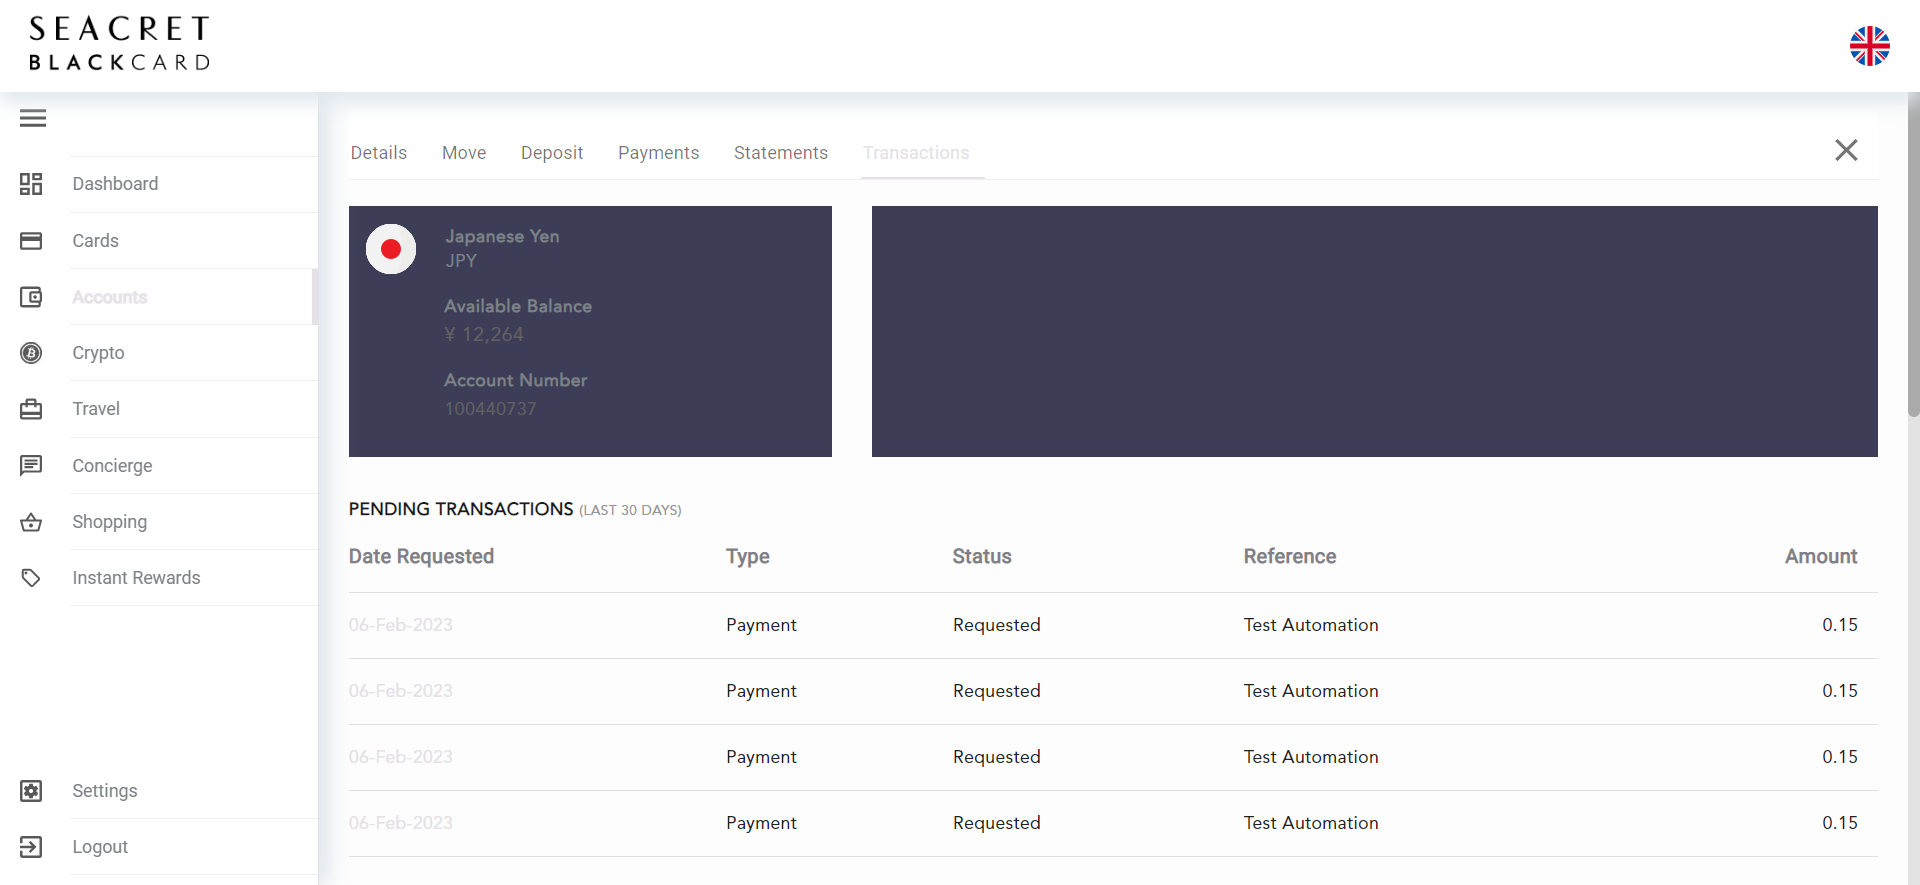 SEACRET
BLACKCARD
Details Move Deposit Payments Statements Transactions
Dashboard
Cards
Accounts
Crypto
Travel
Concierge
Shopping
Instant Rewards
Settings
Logout
Japanese Yen
JPY
Available Balance
¥ 12,264
Account Number
100440737
PENDING TRANSACTIONS (LAST 30 DAYS)
Date Requested Type Status Reference Amount
06-Feb-2023 Payment Requested Test Automation 0.15
06-Feb-2023 Payment Requested Test Automation 0.15
06-Feb-2023 Payment Requested Test Automation 0.15
06-Feb-2023 Payment Requested Test Automation 0.15